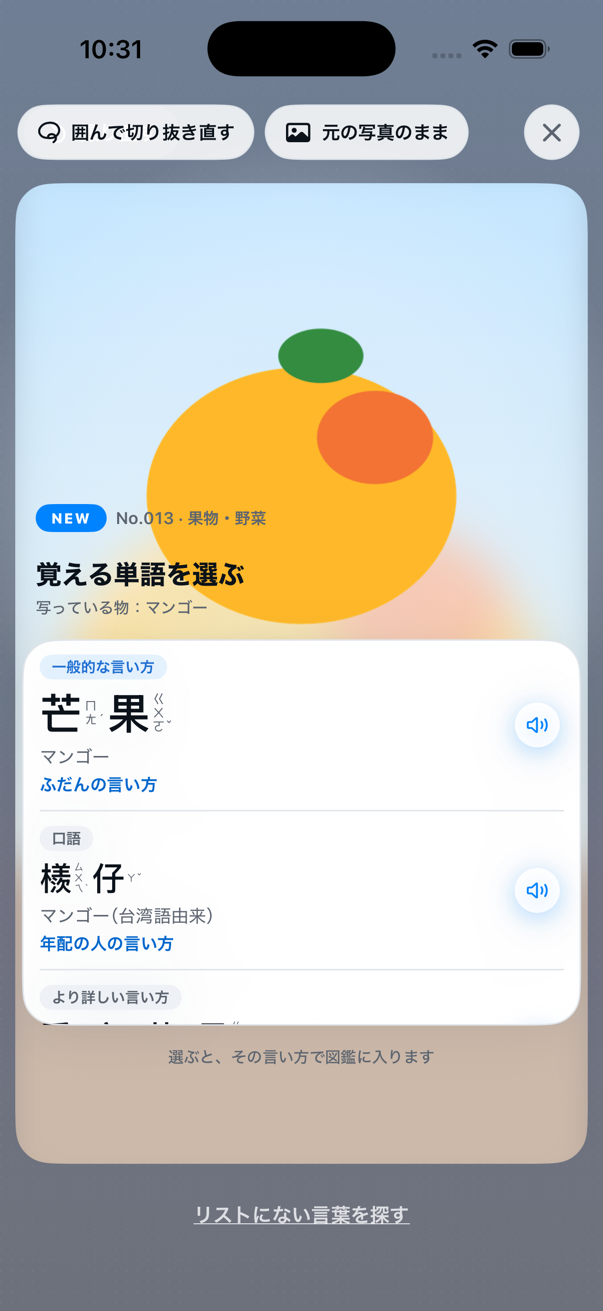 10:31
囲んで切り抜き直す
元の写真のまま
NEW No.013・果物・野菜
覚える単語を選ぶ
写っている物：マンゴー
一般的な言い方
芒ㄇㄤˊ果ㄍㄨㄛˇ
マンゴー
ふだんの言い方
口語
檨ㄙㄨㄟˋ仔ㄚˇ
マンゴー（台湾語由来）
年配の人の言い方
より詳しい言い方
選ぶと、その言い方で図鑑に入ります
リストにない言葉を探す